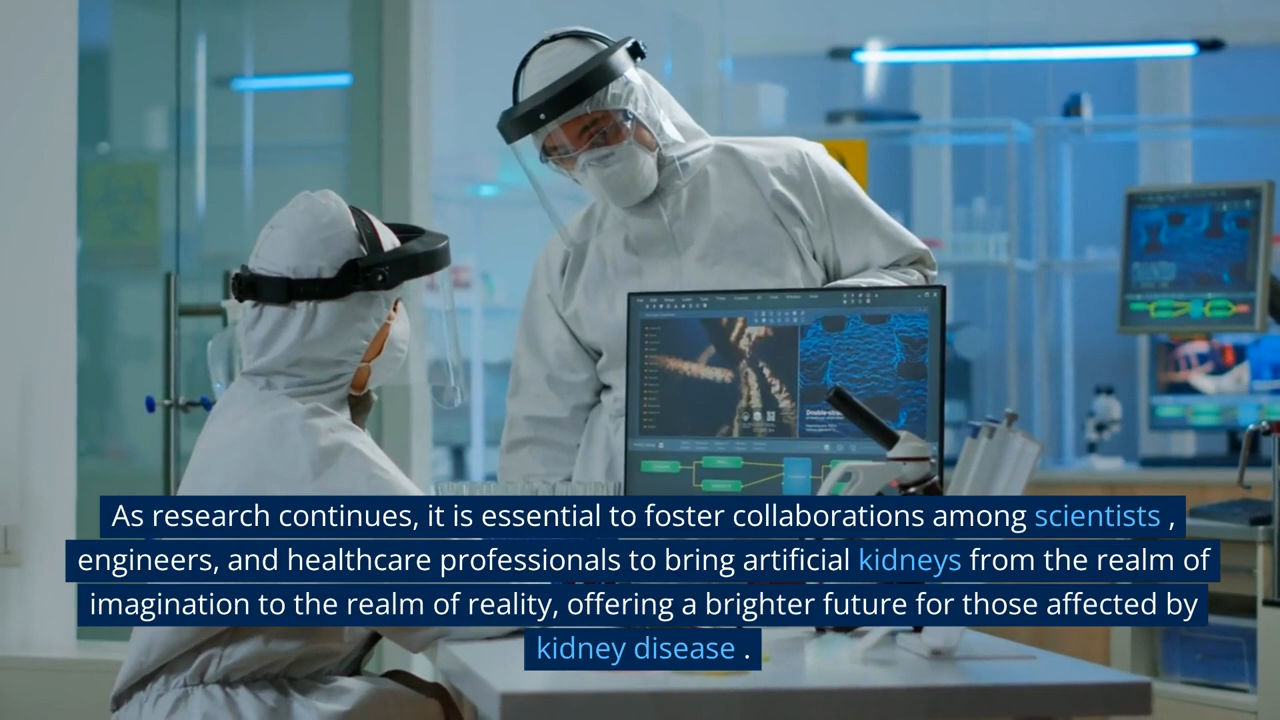 Double-stra
As research continues, it is essential to foster collaborations among scientists ,
engineers, and healthcare professionals to bring artificial kidneys from the realm of
imagination to the realm of reality, offering a brighter future for those affected by
kidney disease .